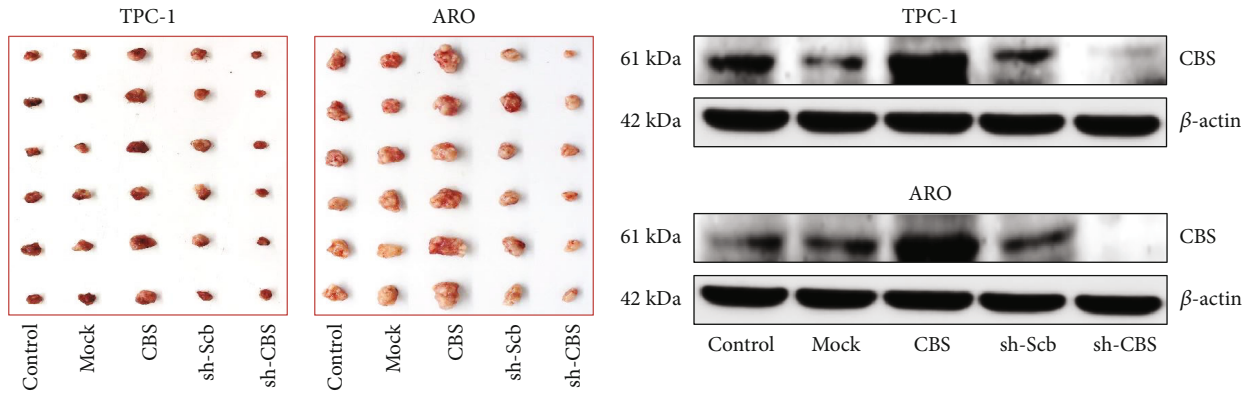 TPC-1
ARO
Control
Mock
CBS
sh-Scb
sh-CBS
Control
Mock
CBS
sh-Scb
sh-CBS
TPC-1
61 kDa
CBS
42 kDa
β-actin
ARO
61 kDa
CBS
42 kDa
β-actin
Control
Mock
CBS
sh-Scb
sh-CBS